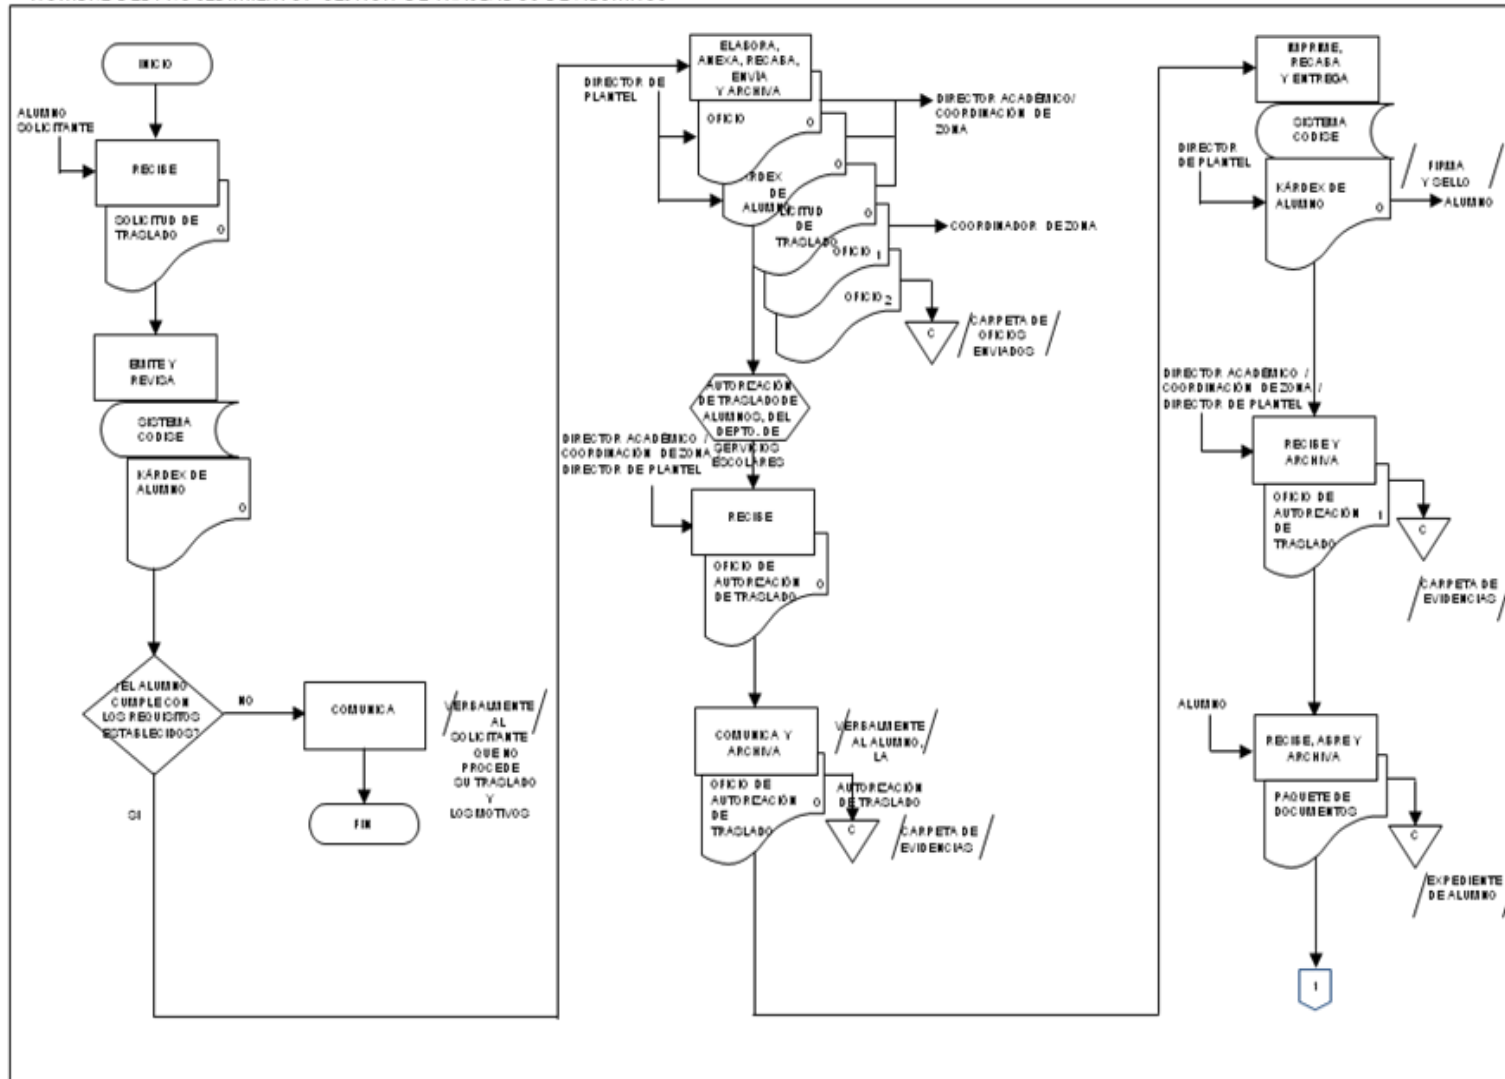 INICIO
ALUMNO
SOLICITANTE
RECIBE
SOLICITUD DE
TRASLADO
0
EMITE Y
REVISA
SISTEMA
CODISE
KÁRDEX DE
ALUMNO
0
¿EL ALUMNO
CUMPLE CON
LOS REQUISITOS
ESTABLECIDOS?
NO
SI
COMUNICA
VERBALMENTE
AL
SOLICITANTE
QUE NO
PROCEDE
SU TRASLADO
Y
LOS MOTIVOS
FIN
ELABORA,
ANEXA, RECABA,
ENVÍA
Y ARCHIVA
DIRECTOR DE
PLANTEL
OFICIO
0
DIRECTOR ACADÉMICO/
COORDINACIÓN DE
ZONA
DE
ALUMNO
0
DE
TRASLADO
0
COORDINADOR DE ZONA
OFICIO 1
OFICIO 2
C
CARPETA DE
OFICIOS
ENVIADOS
AUTORIZACIÓN
DE TRASLADO DE
ALUMNOS, DEL
DEPTO. DE
SERVICIOS
ESCOLARES
DIRECTOR ACADÉMICO /
COORDINACIÓN DE ZONA
DIRECTOR DE PLANTEL
RECIBE
OFICIO DE
AUTORIZACIÓN
DE TRASLADO
0
COMUNICA Y
ARCHIVA
VERBALMENTE
AL ALUMNO,
LA
AUTORIZACIÓN
DE TRASLADO
OFICIO DE
AUTORIZACIÓN
DE
TRASLADO
0
C
CARPETA DE
EVIDENCIAS
IMPRIME,
RECABA
Y ENTREGA
SISTEMA
CODISE
DIRECTOR
DE PLANTEL
KÁRDEX DE
ALUMNO
0
FIRMA
Y SELLO
ALUMNO
DIRECTOR ACADÉMICO /
COORDINACIÓN DE ZONA /
DIRECTOR DE PLANTEL
RECIBE Y
ARCHIVA
OFICIO DE
AUTORIZACIÓN
DE
TRASLADO
1
C
CARPETA DE
EVIDENCIAS
ALUMNO
RECIBE, ABRE Y
ARCHIVA
PAQUETE DE
DOCUMENTOS
C
EXPEDIENTE
DE ALUMNO
1